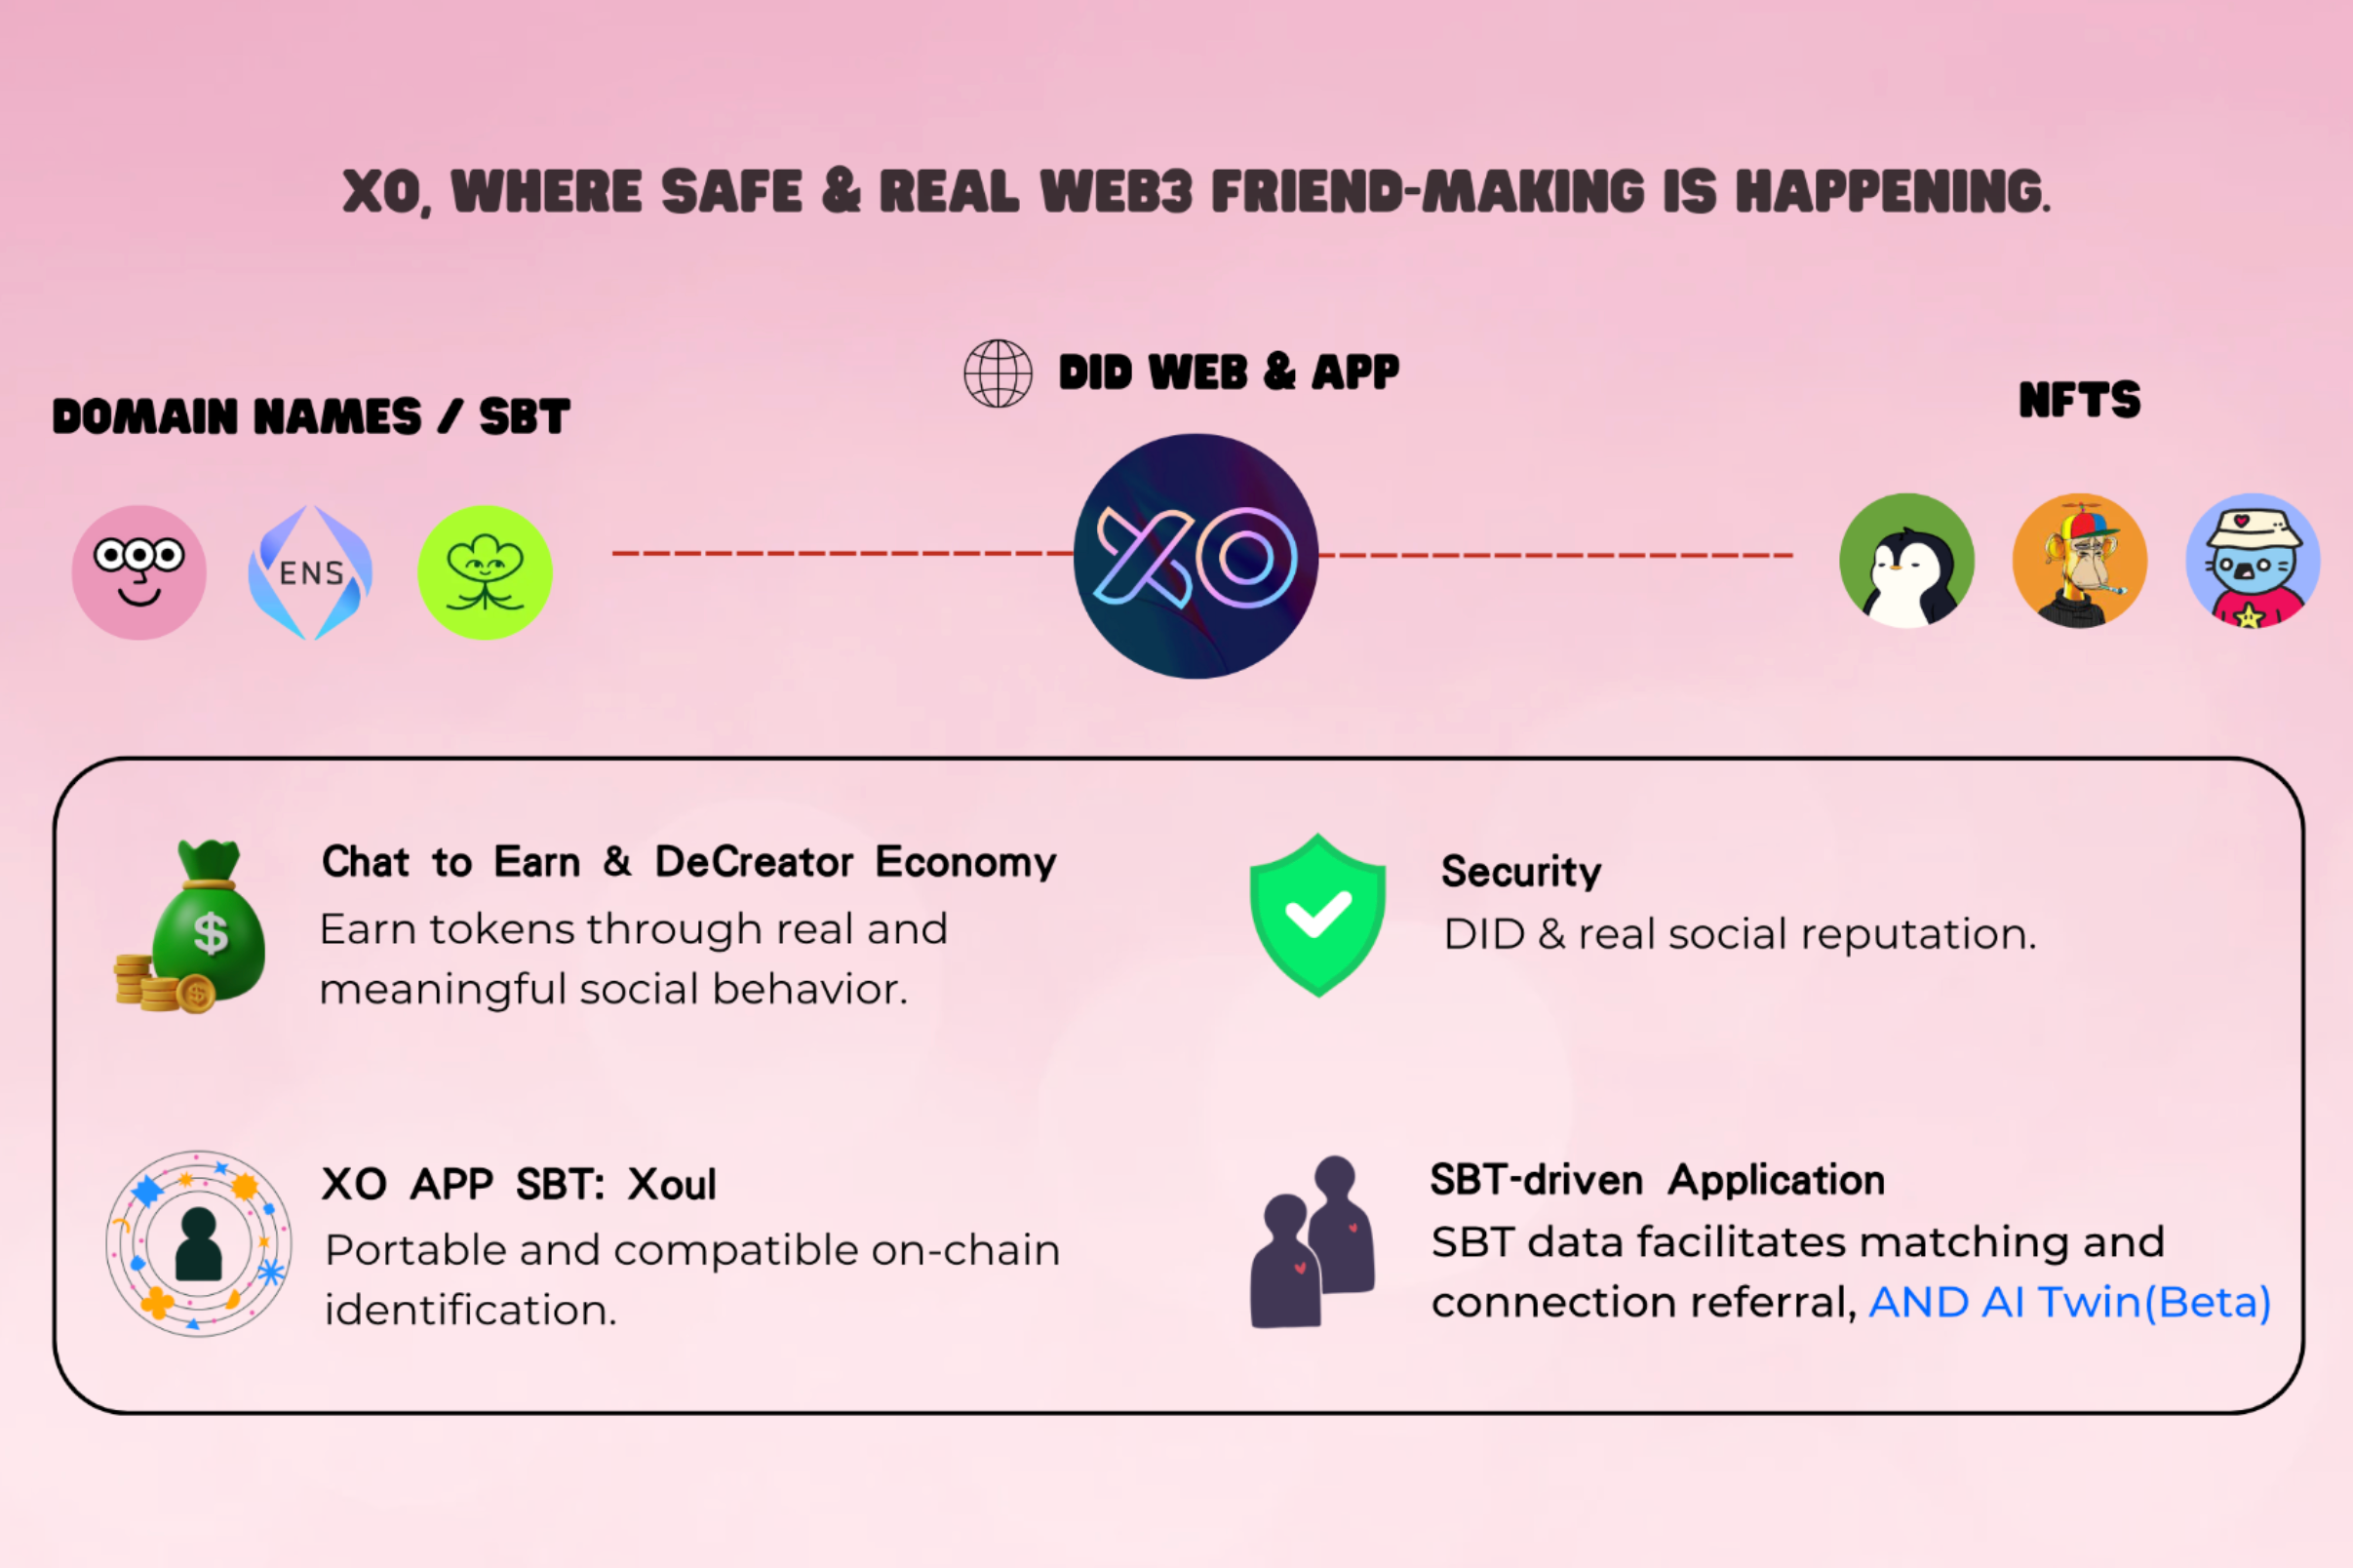 XO, WHERE SAFE & REAL WEB3 FRIEND-MAKING IS HAPPENING.
DID WEB & APP
DOMAIN NAMES / SBT
NFTS
ENS
XO
$
Chat to Earn & DeCreator Economy
Earn tokens through real and
meaningful social behavior.
Security
DID & real social reputation.
XO APP SBT: Xoul
Portable and compatible on-chain
identification.
SBT-driven Application
SBT data facilitates matching and
connection referral, AND AI Twin(Beta)